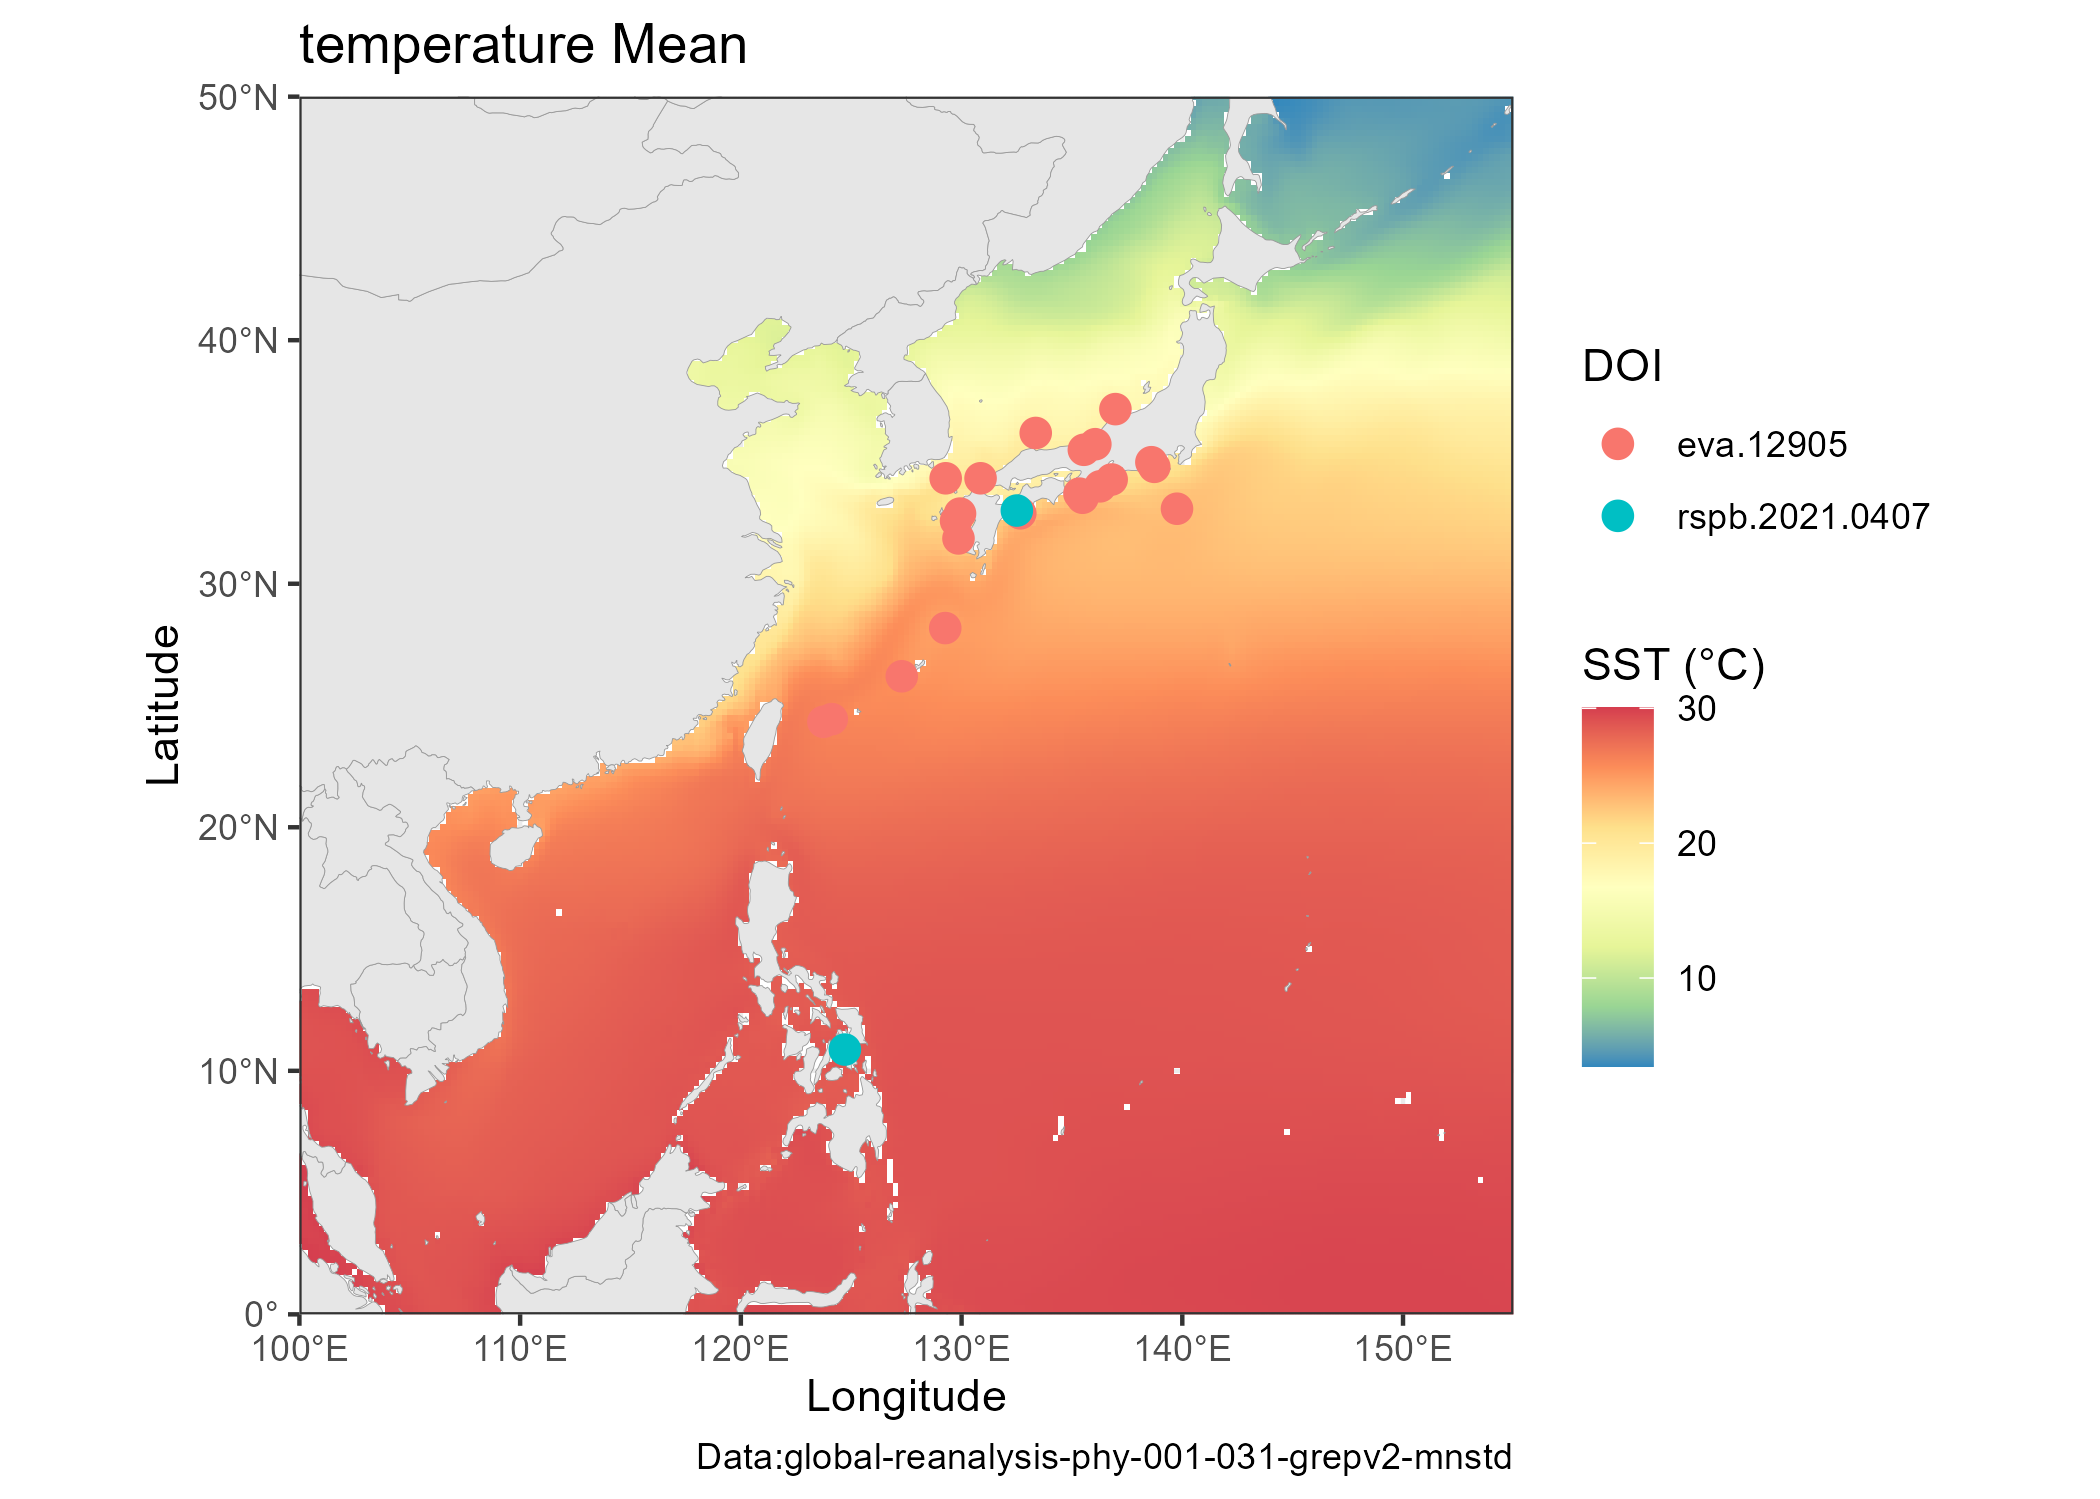 temperature Mean
50°N
40°N
30°N
20°N
10°N
0°
Latitude
100°E
110°E
120°E
130°E
140°E
150°E
Longitude
Data:global-reanalysis-phy-001-031-grepv2-mnstd
DOI
eva.12905
rspb.2021.0407
SST (°C)
30
20
10